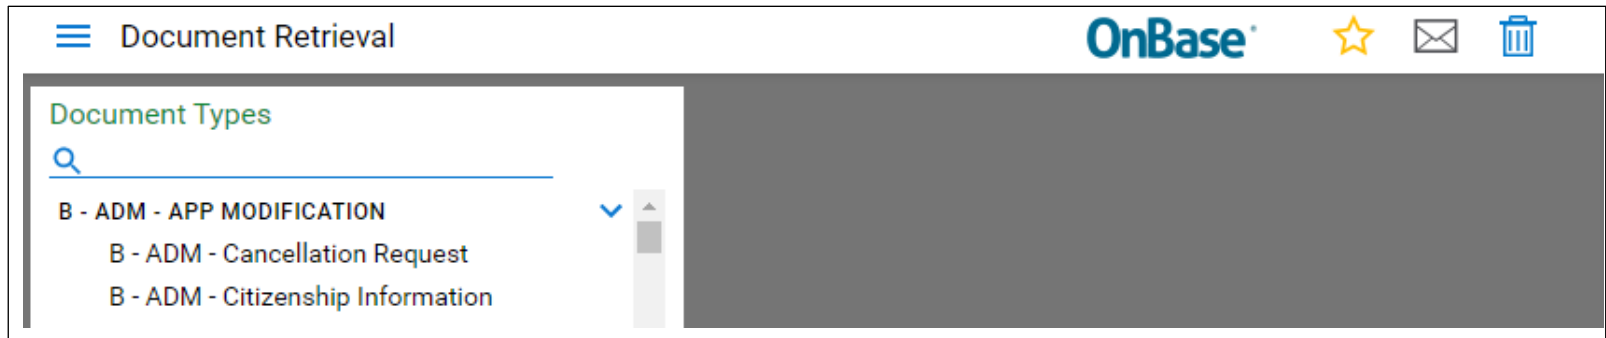 Document Retrieval
OnBase
Document Types
B - ADM - APP MODIFICATION
B - ADM - Cancellation Request
B - ADM - Citizenship Information